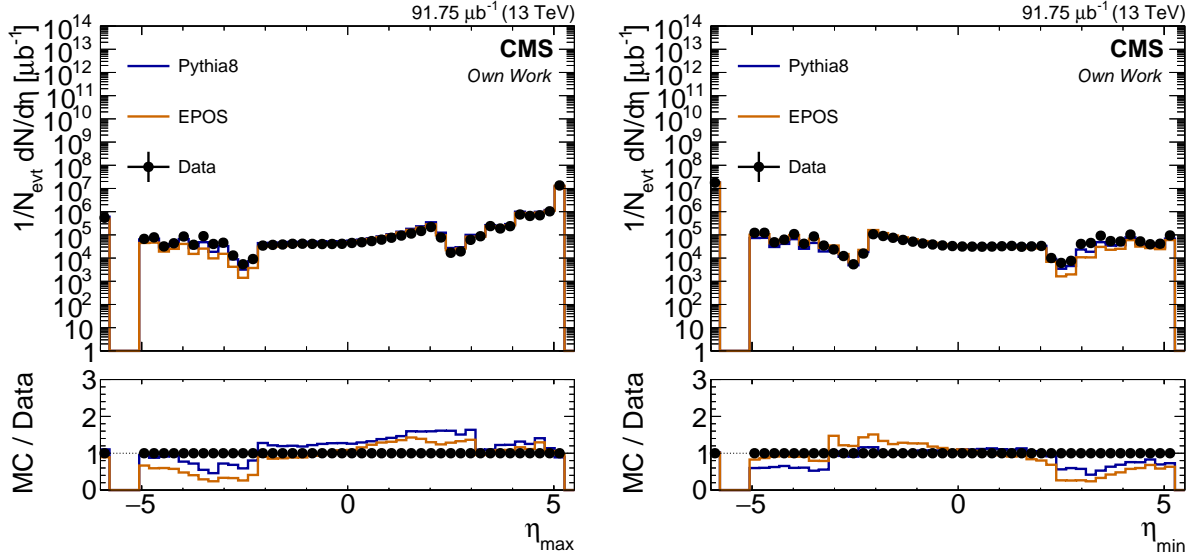 91.75 μb⁻¹ (13 TeV)
1/N_evt dN/dη [μb⁻¹]
10¹⁴
10¹³
10¹²
10¹¹
10¹⁰
10⁹
10⁸
10⁷
10⁶
10⁵
10⁴
10³
10²
10
1
CMS
Own Work
Pythia8
EPOS
Data
MC / Data
3
2
1
0
−5 0 5
η_max
91.75 μb⁻¹ (13 TeV)
1/N_evt dN/dη [μb⁻¹]
10¹⁴
10¹³
10¹²
10¹¹
10¹⁰
10⁹
10⁸
10⁷
10⁶
10⁵
10⁴
10³
10²
10
1
CMS
Own Work
Pythia8
EPOS
Data
MC / Data
3
2
1
0
−5 0 5
η_min